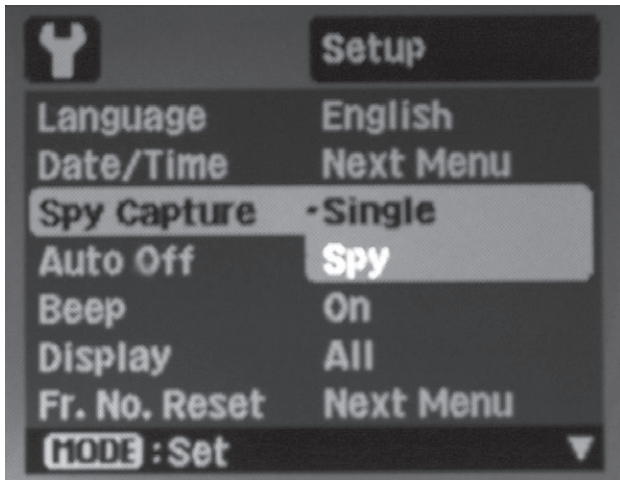 Setup
Language English
Date/Time Next Menu
Spy Capture -Single
Auto Off Spy
Beep On
Display All
Fr. No. Reset Next Menu
MODE :Set